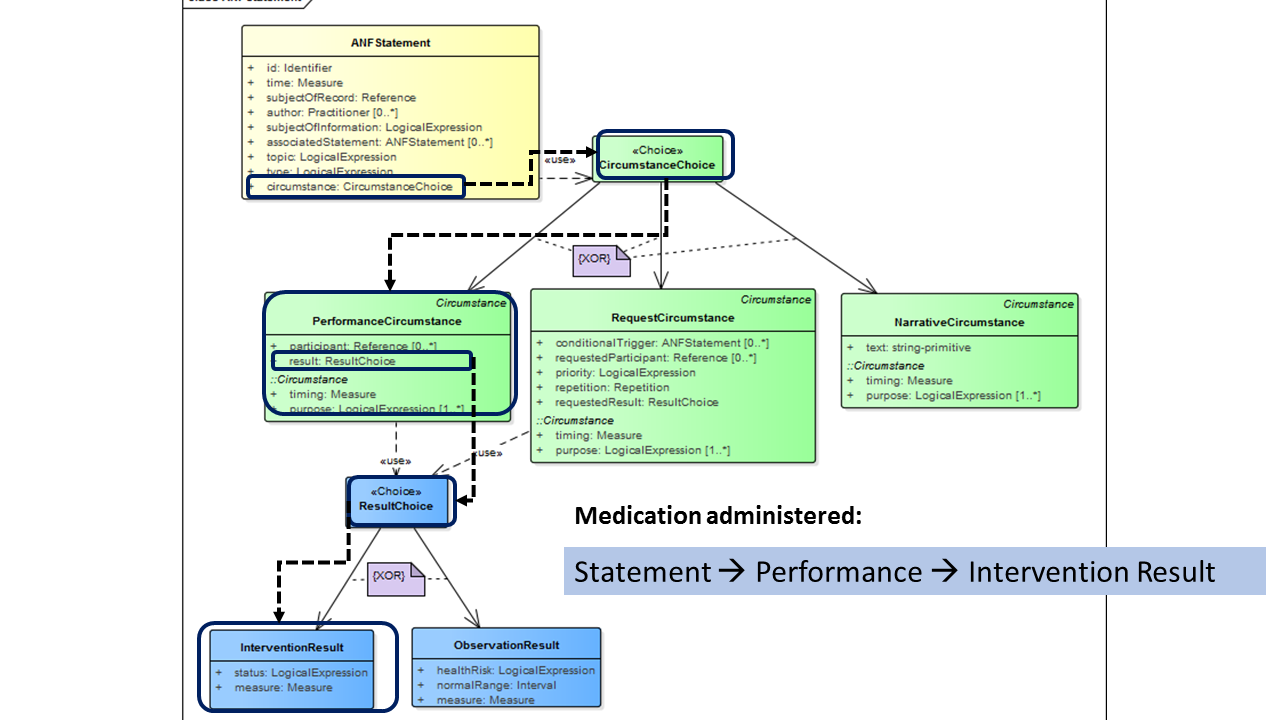 ANFStatement
+ id: Identifier
+ time: Measure
+ subjectOfRecord: Reference
+ author: Practitioner [0..*]
+ subjectOfInformation: LogicalExpression
+ associatedStatement: ANFStatement [0..*]
+ topic: LogicalExpression
+ type: LogicalExpression
+ circumstance: CircumstanceChoice
«use»
«Choice»
CircumstanceChoice
{XOR}
Circumstance
PerformanceCircumstance
+ participant: Reference [0..*]
+ result: ResultChoice
::Circumstance
+ timing: Measure
+ purpose: LogicalExpression [1..*]
Circumstance
RequestCircumstance
+ conditionalTrigger: ANFStatement [0..*]
+ requestedParticipant: Reference [0..*]
+ priority: LogicalExpression
+ repetition: Repetition
+ requestedResult: ResultChoice
::Circumstance
+ timing: Measure
+ purpose: LogicalExpression [1..*]
Circumstance
NarrativeCircumstance
+ text: string-primitive
::Circumstance
+ timing: Measure
+ purpose: LogicalExpression [1..*]
«use»
«use»
«Choice»
ResultChoice
{XOR}
Medication administered:
Statement → Performance → Intervention Result
InterventionResult
+ status: LogicalExpression
+ measure: Measure
ObservationResult
+ healthRisk: LogicalExpression
+ normalRange: Interval
+ measure: Measure